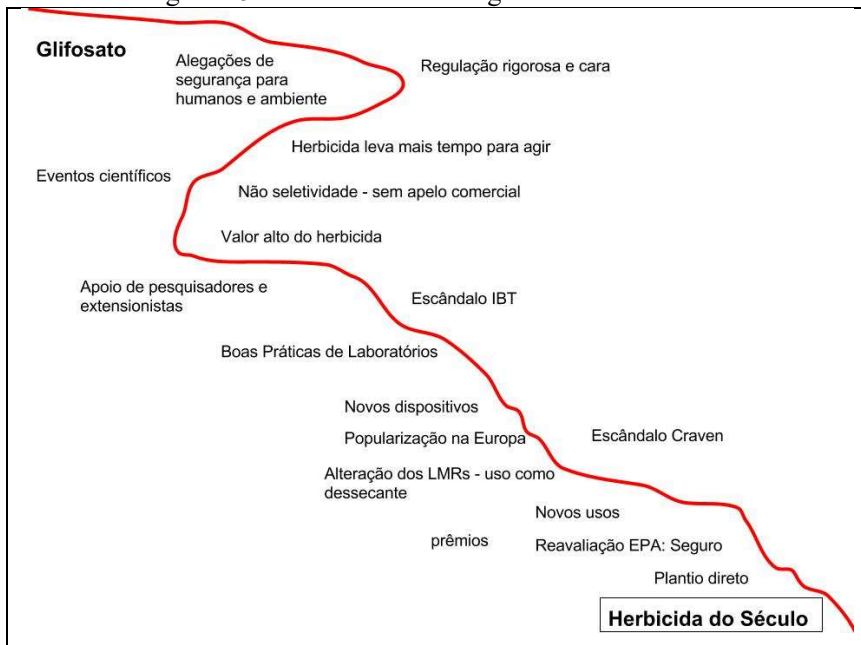 Glifosato
Alegações de
segurança para
humanos e ambiente
Regulação rigorosa e cara
Herbicida leva mais tempo para agir
Eventos científicos
Não seletividade - sem apelo comercial
Valor alto do herbicida
Apoio de pesquisadores e
extensionistas
Escândalo IBT
Boas Práticas de Laboratórios
Novos dispositivos
Popularização na Europa
Escândalo Craven
Alteração dos LMRs - uso como
dessecante
Novos usos
prêmios
Reavaliação EPA: Seguro
Plantio direto
Herbicida do Século